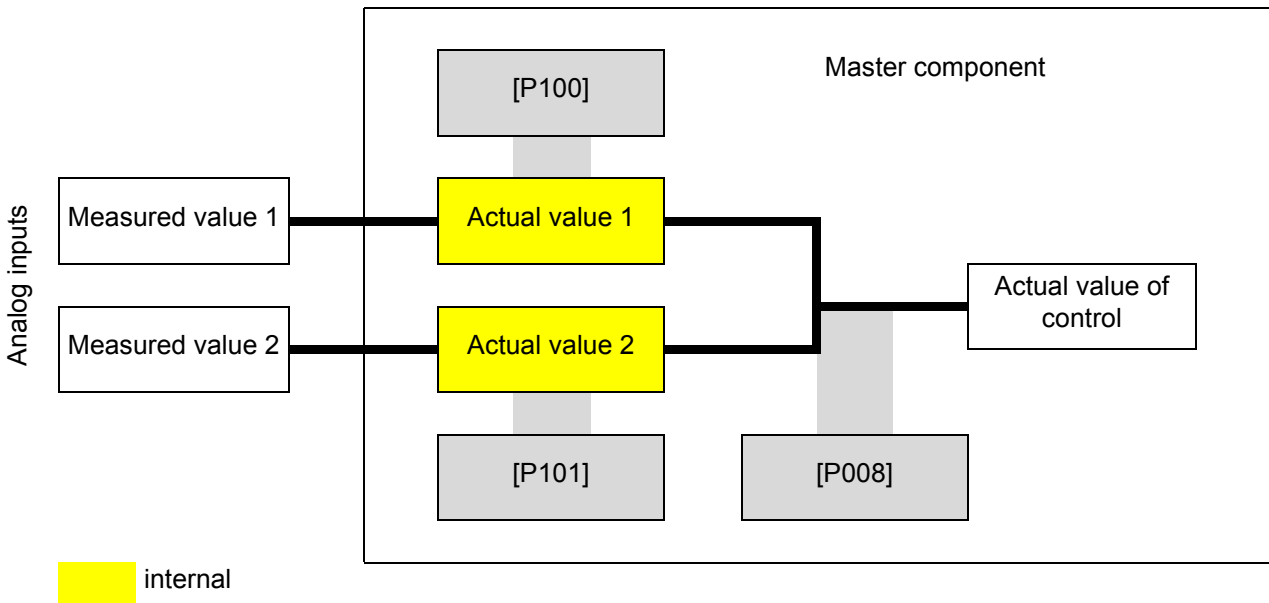 Master component
[P100]
Analog inputs
Measured value 1
Actual value 1
Measured value 2
Actual value 2
Actual value of
control
[P101]
[P008]
internal